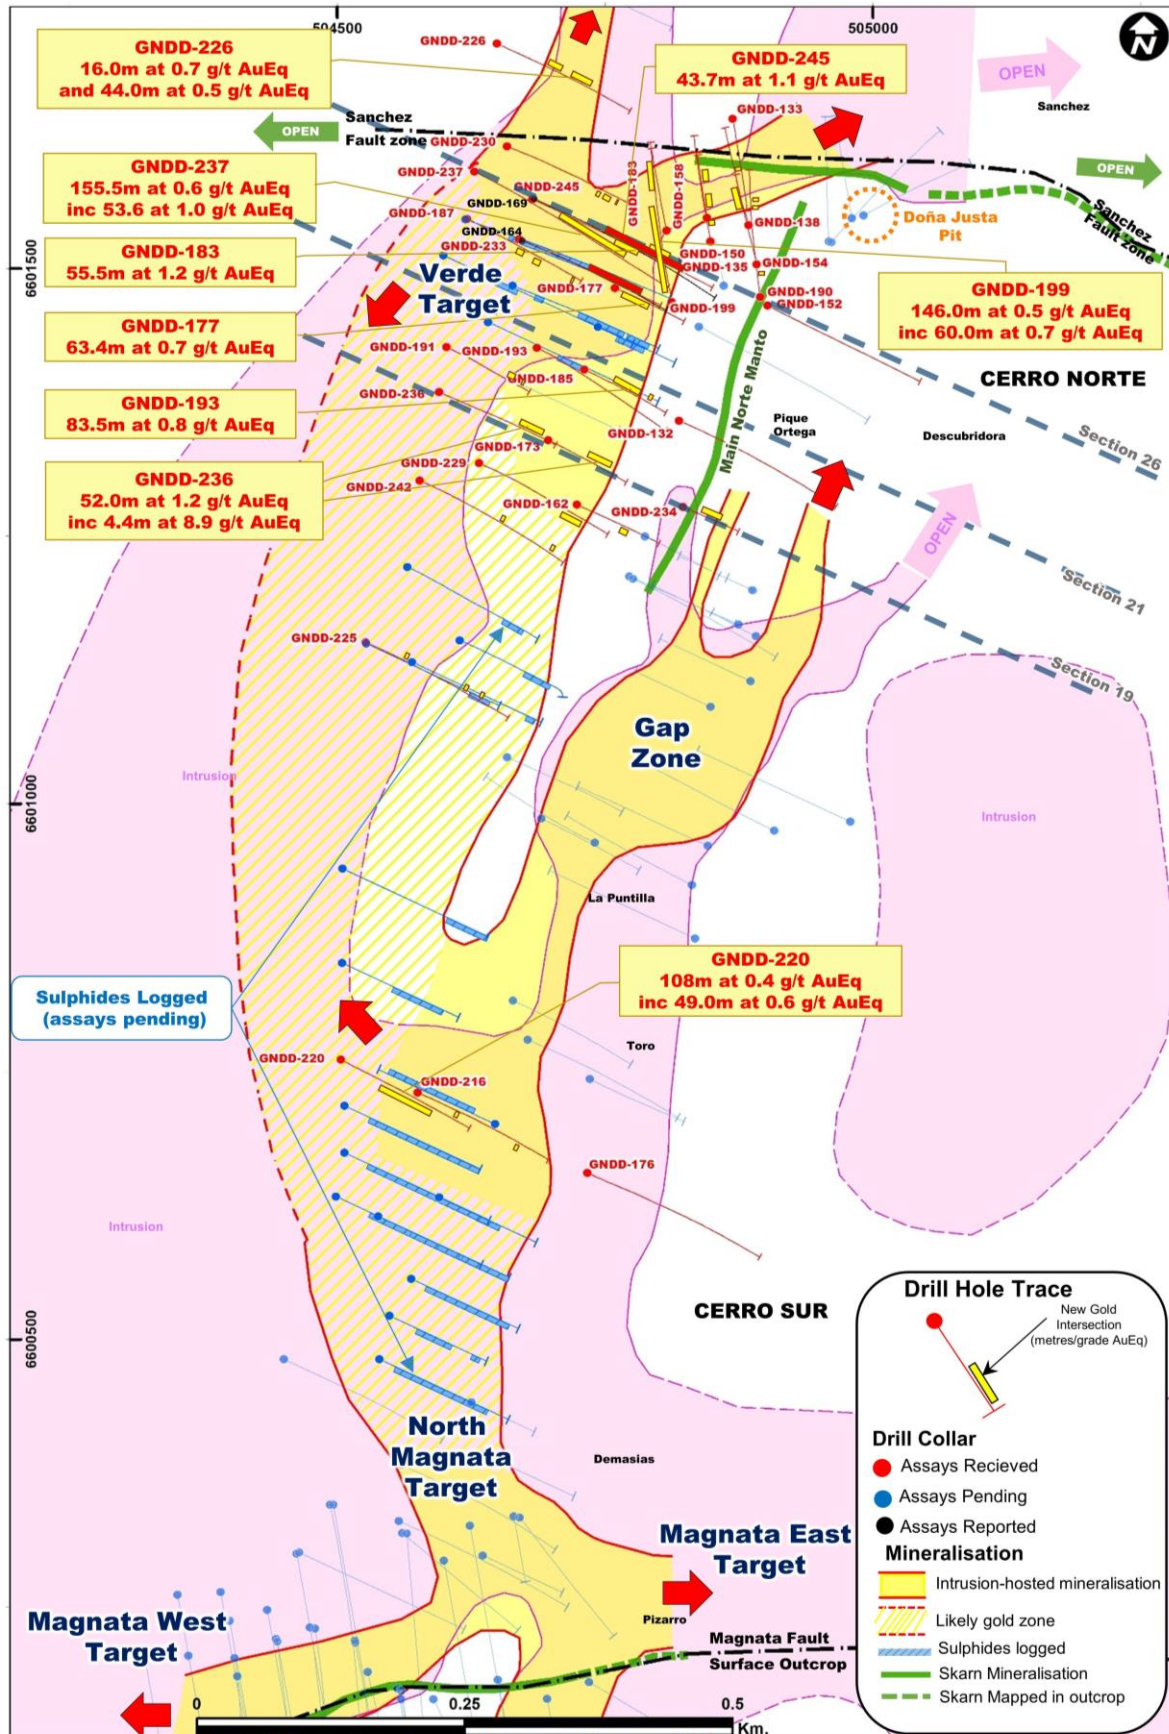 504500
505000
N
GNDD-226
16.0m at 0.7 g/t AuEq
and 44.0m at 0.5 g/t AuEq
GNDD-226
GNDD-245
43.7m at 1.1 g/t AuEq
OPEN
Sanchez
GNDD-133
OPEN
Sanchez
Fault zone
GNDD-230
OPEN
GNDD-237
155.5m at 0.6 g/t AuEq
inc 53.6 at 1.0 g/t AuEq
GNDD-237
GNDD-245
GNDD-169
GNDD-183
GNDD-158
GNDD-187
GNDD-164
GNDD-233
GNDD-138
Doña Justa
Pit
Sanchez
Fault zone
GNDD-150
GNDD-135
GNDD-154
6601500
GNDD-183
55.5m at 1.2 g/t AuEq
Verde
Target
GNDD-177
GNDD-190
GNDD-152
GNDD-199
GNDD-199
146.0m at 0.5 g/t AuEq
inc 60.0m at 0.7 g/t AuEq
GNDD-177
63.4m at 0.7 g/t AuEq
GNDD-191
GNDD-193
GNDD-185
CERRO NORTE
GNDD-193
83.5m at 0.8 g/t AuEq
GNDD-236
GNDD-132
Main Norte Manto
Pique
Ortega
Descubridora
Section 26
GNDD-173
GNDD-229
GNDD-242
GNDD-236
52.0m at 1.2 g/t AuEq
inc 4.4m at 8.9 g/t AuEq
GNDD-162
GNDD-234
OPEN
Section 21
GNDD-225
Section 19
Gap
Zone
Intrusion
6601000
Intrusion
La Puntilla
GNDD-220
108m at 0.4 g/t AuEq
inc 49.0m at 0.6 g/t AuEq
Sulphides Logged
(assays pending)
Toro
GNDD-220
GNDD-216
GNDD-176
Intrusion
6600500
CERRO SUR
Drill Hole Trace
New Gold
Intersection
(metres/grade AuEq)
Drill Collar
Assays Recieved
Assays Pending
Assays Reported
Mineralisation
Intrusion-hosted mineralisation
Likely gold zone
Sulphides logged
Skarn Mineralisation
Skarn Mapped in outcrop
North
Magnata
Target
Demasias
Magnata East
Target
Magnata West
Target
Pizarro
Magnata Fault
Surface Outcrop
0
0.25
0.5
Km.